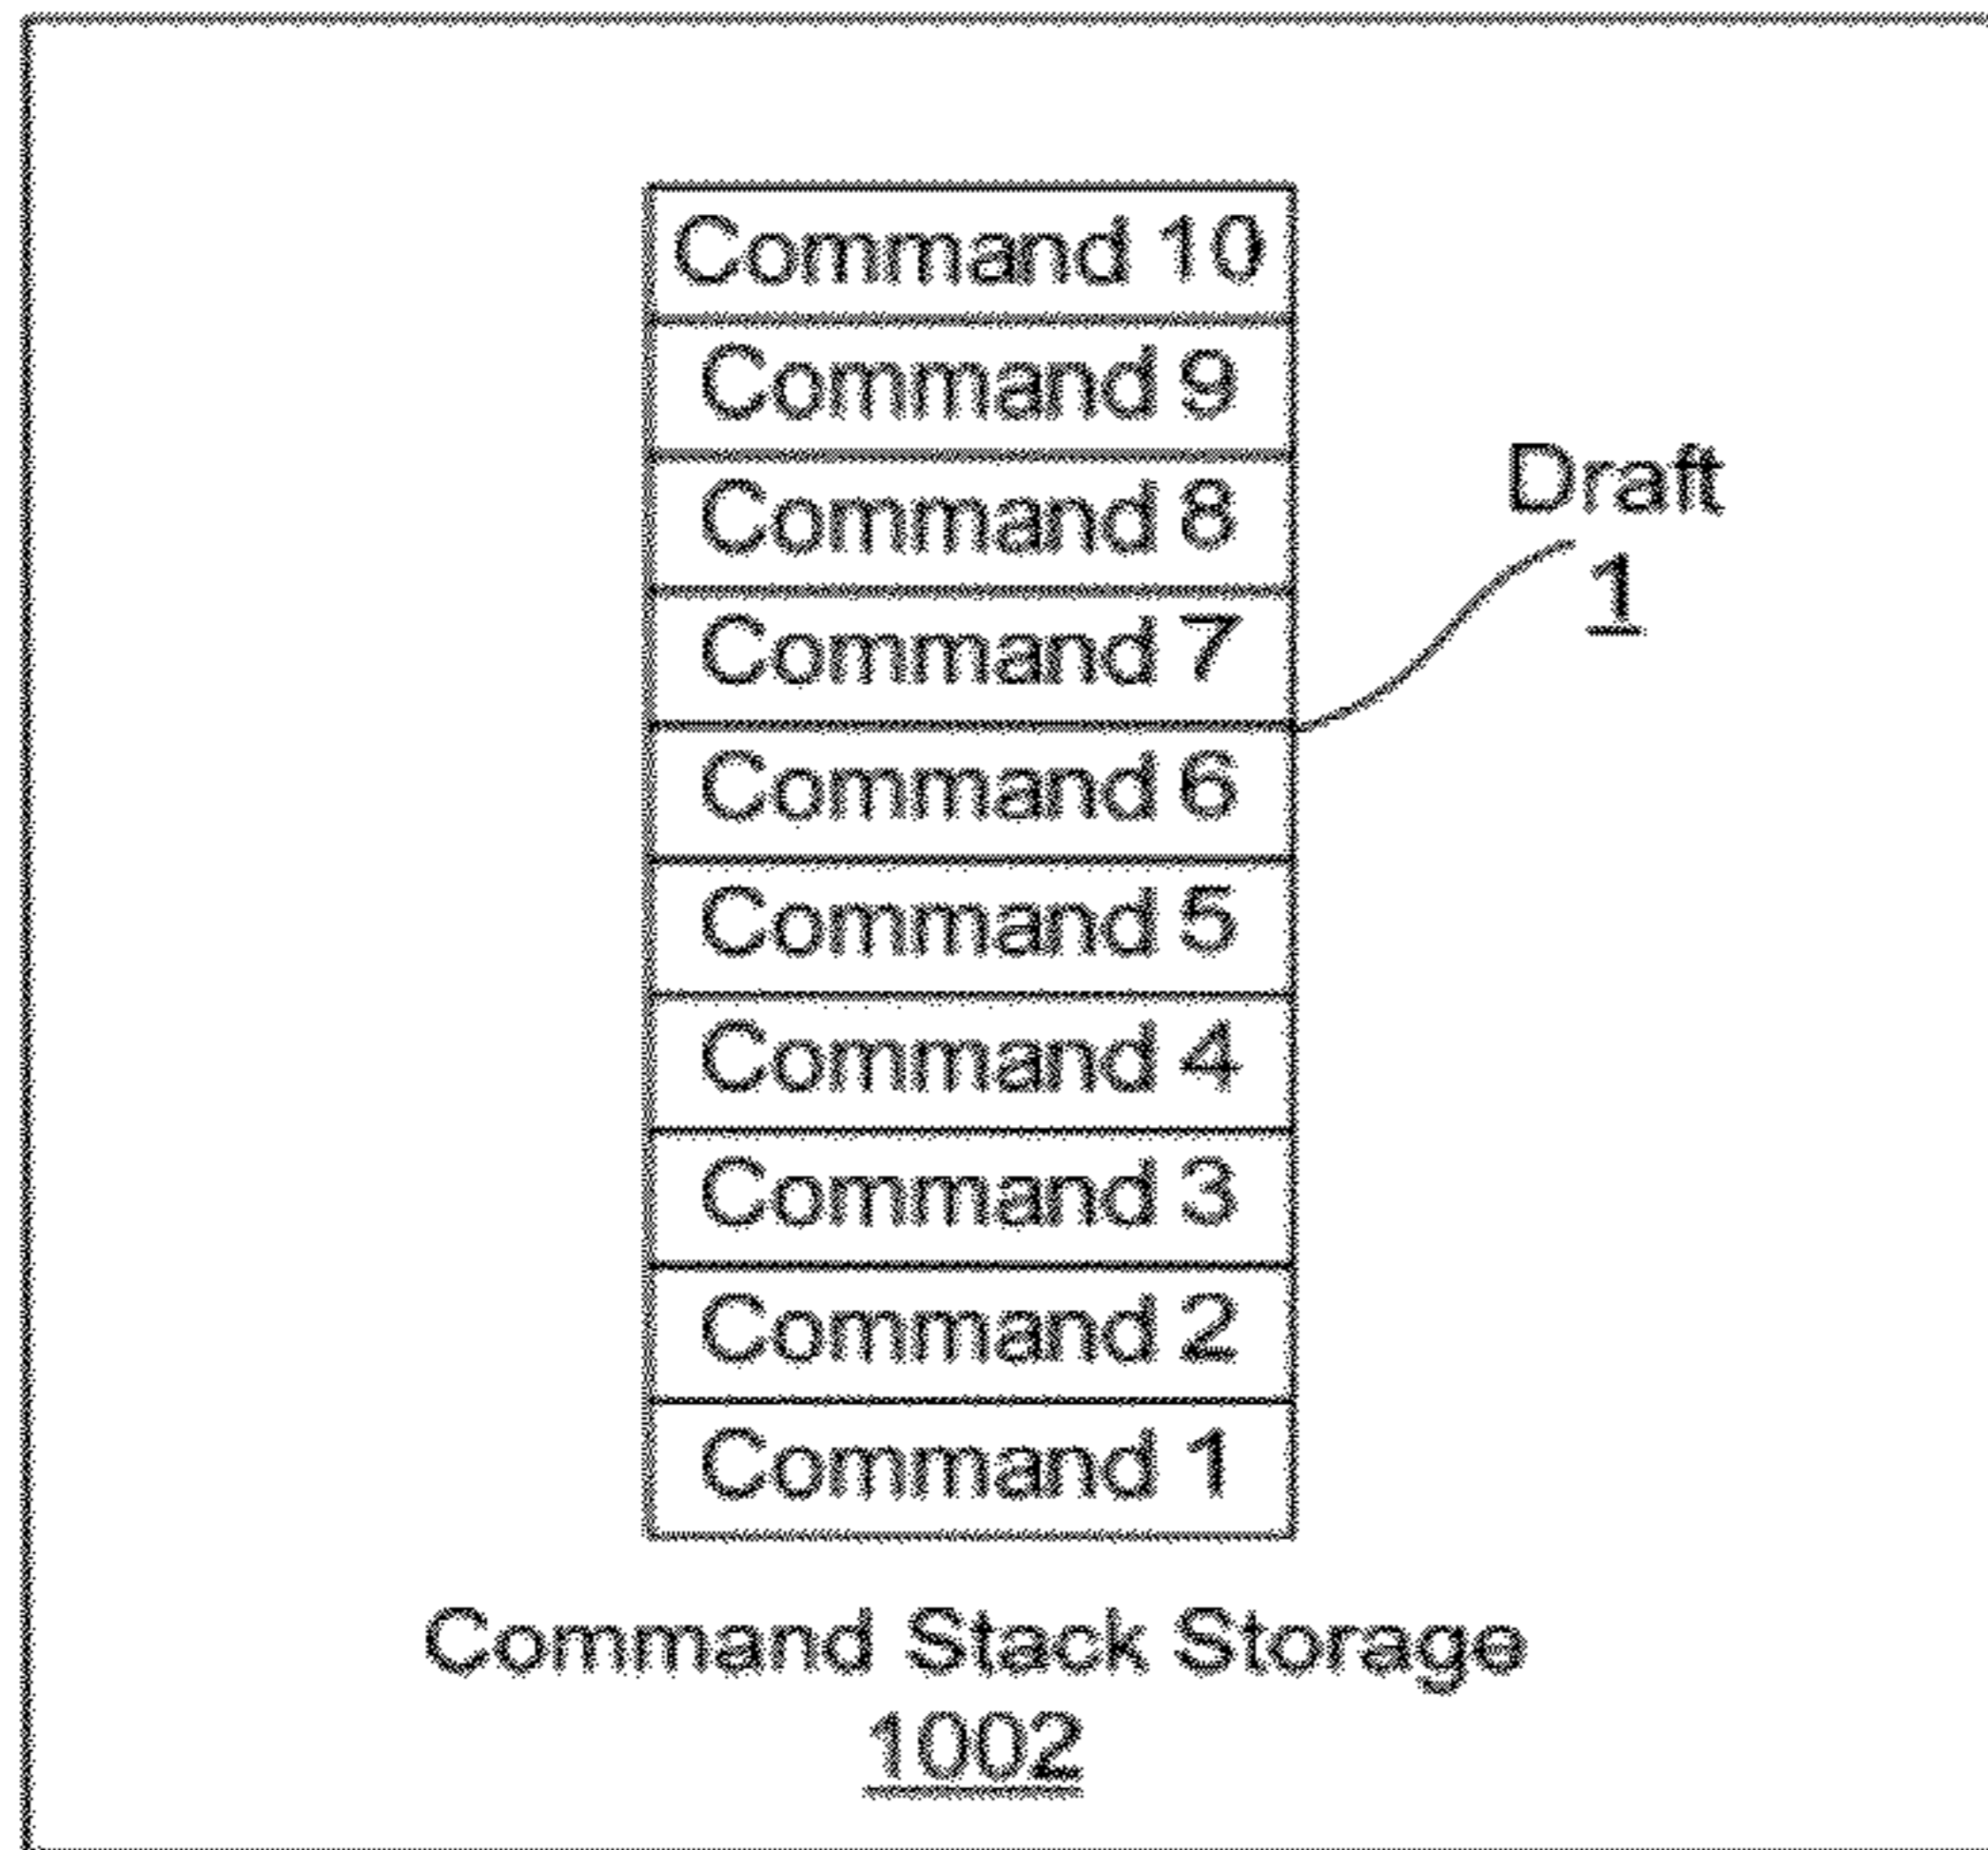 Command 10
Command 9
Command 8
Draft
1
Command 7
Command 6
Command 5
Command 4
Command 3
Command 2
Command 1
Command Stack Storage
1002